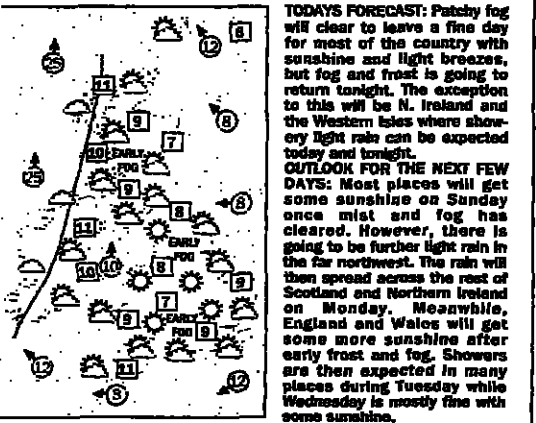 12
6
25
11
9
8
7
10
EARLY
FOG
25
9
8
8
11
EARLY
FOG
10
10
8
9
7
9
EARLY
FOG
9
12
11
8
12
TODAYS FORECAST: Patchy fog
will clear to leave a fine day
for most of the country with
sunshine and light breezes,
but fog and frost is going to
return tonight. The exception
to this will be N. Ireland and
the Western Isles where show-
ery light rain can be expected
today and tonight.
OUTLOOK FOR THE NEXT FEW
DAYS: Most places will get
some sunshine on Sunday
once mist and fog has
cleared. However, there is
going to be further light rain in
the far northwest. The rain will
then spread across the rest of
Scotland and Northern Ireland
on Monday. Meanwhile,
England and Wales will get
some more sunshine after
early frost and fog. Showers
are then expected in many
places during Tuesday while
Wednesday is mostly fine with
some sunshine.